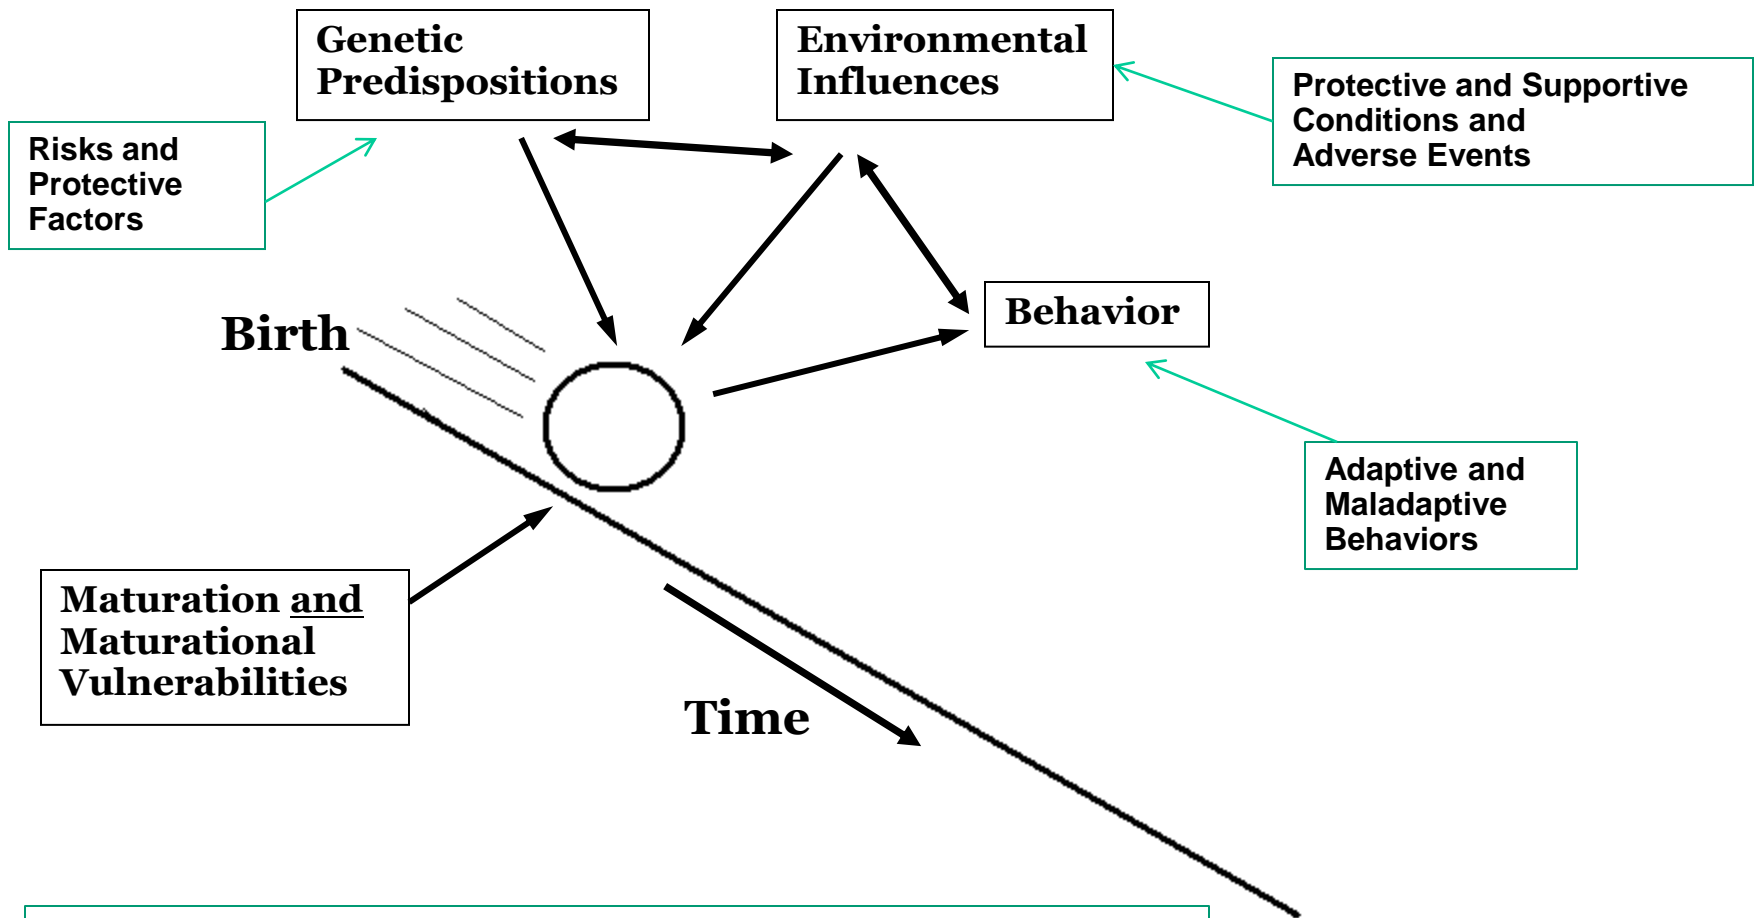 Genetic
Predispositions
Environmental
Influences
Protective and Supportive
Conditions and
Adverse Events
Risks and
Protective
Factors
Birth
Behavior
Adaptive and
Maladaptive
Behaviors
Maturation and
Maturational
Vulnerabilities
Time